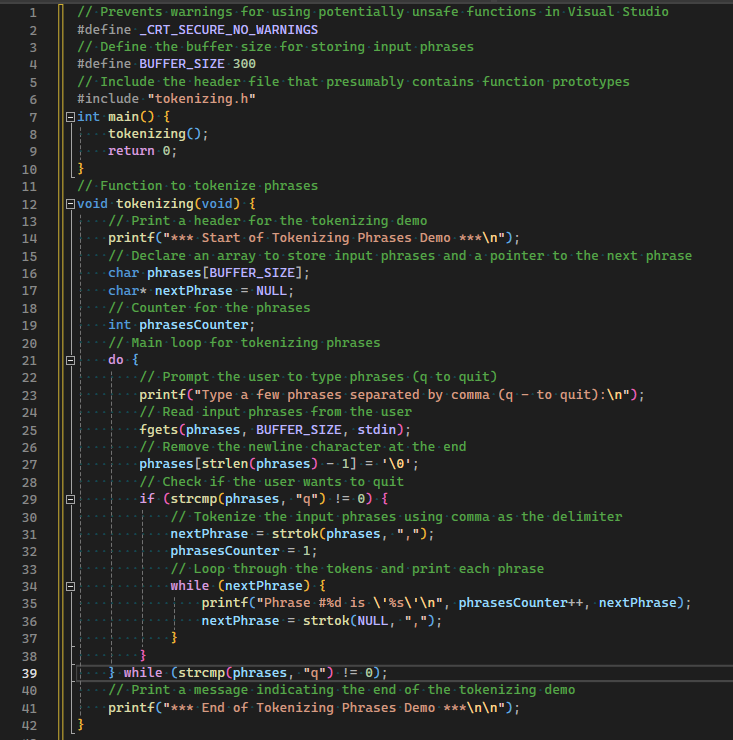 1 // Prevents warnings for using potentially unsafe functions in Visual Studio
2 #define _CRT_SECURE_NO_WARNINGS
3 // Define the buffer size for storing input phrases
4 #define BUFFER_SIZE 300
5 // Include the header file that presumably contains function prototypes
6 #include "tokenizing.h"
7 int main() {
8     tokenizing();
9     return 0;
10 }
11 // Function to tokenize phrases
12 void tokenizing(void) {
13     // Print a header for the tokenizing demo
14     printf("*** Start of Tokenizing Phrases Demo ***\n");
15     // Declare an array to store input phrases and a pointer to the next phrase
16     char phrases[BUFFER_SIZE];
17     char* nextPhrase = NULL;
18     // Counter for the phrases
19     int phrasesCounter;
20     // Main loop for tokenizing phrases
21     do {
22         // Prompt the user to type phrases (q to quit)
23         printf("Type a few phrases separated by comma (q - to quit):\n");
24         // Read input phrases from the user
25         fgets(phrases, BUFFER_SIZE, stdin);
26         // Remove the newline character at the end
27         phrases[strlen(phrases) - 1] = '\0';
28         // Check if the user wants to quit
29         if (strcmp(phrases, "q") != 0) {
30             // Tokenize the input phrases using comma as the delimiter
31             nextPhrase = strtok(phrases, ",");
32             phrasesCounter = 1;
33             // Loop through the tokens and print each phrase
34             while (nextPhrase) {
35                 printf("Phrase #%d is \'%s\'\n", phrasesCounter++, nextPhrase);
36                 nextPhrase = strtok(NULL, ",");
37             }
38         }
39     } while (strcmp(phrases, "q") != 0);
40     // Print a message indicating the end of the tokenizing demo
41     printf("*** End of Tokenizing Phrases Demo ***\n\n");
42 }